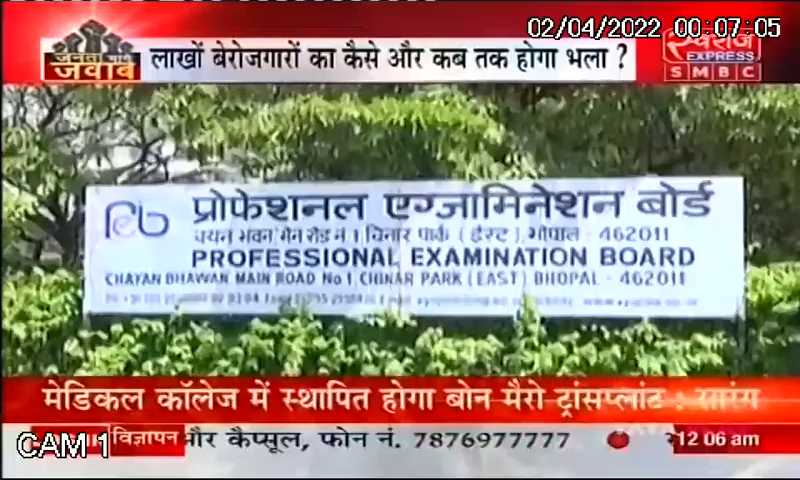 02/04/2022 00:07:05
जनता मांगे
जवाब
लाखों बेरोजगारों का कैसे और कब तक होगा भला ?
स्वराज
EXPRESS
SMBC
peb
प्रोफेशनल एग्जामिनेशन बोर्ड
चयन भवन मेन रोड नं 1 चिनार पार्क (ईस्ट), भोपाल - 462011
PROFESSIONAL EXAMINATION BOARD
CHAYAN BHAWAN MAIN ROAD No 1, CHINAR PARK (EAST) BHOPAL - 462011
मेडिकल कॉलेज में स्थापित होगा बोन मैरो ट्रांसप्लांट : सारंग
CAM 1
विज्ञापन
और कैप्सूल, फोन नं. 7876977777
12 06 am